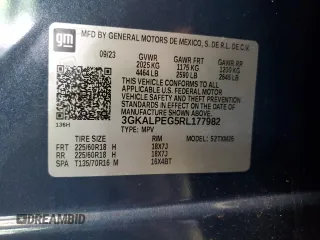 gm
MFD BY GENERAL MOTORS DE MEXICO, S. DE R.L. DE C.V.
09/23 GVWR GAWR FRT GAWR RR
2025 KG 1175 KG 1200 KG
4464 LB 2590 LB 2645 LB
THIS VEHICLE CONFORMS TO ALL APPLICABLE
U.S. FEDERAL MOTOR VEHICLE SAFETY, BUMPER,
AND THEFT PREVENTION STANDARDS IN EFFECT ON
THE DATE OF MANUFACTURE SHOWN ABOVE.
3GKALPEG5RL177982
TYPE: MPV MODEL:
TIRE SIZE RIM
FRT 225/60R18 H 18X7J
RR 225/60R18 H 18X7J
SPA T135/70R16 M 16X4BT
© DREAMBID